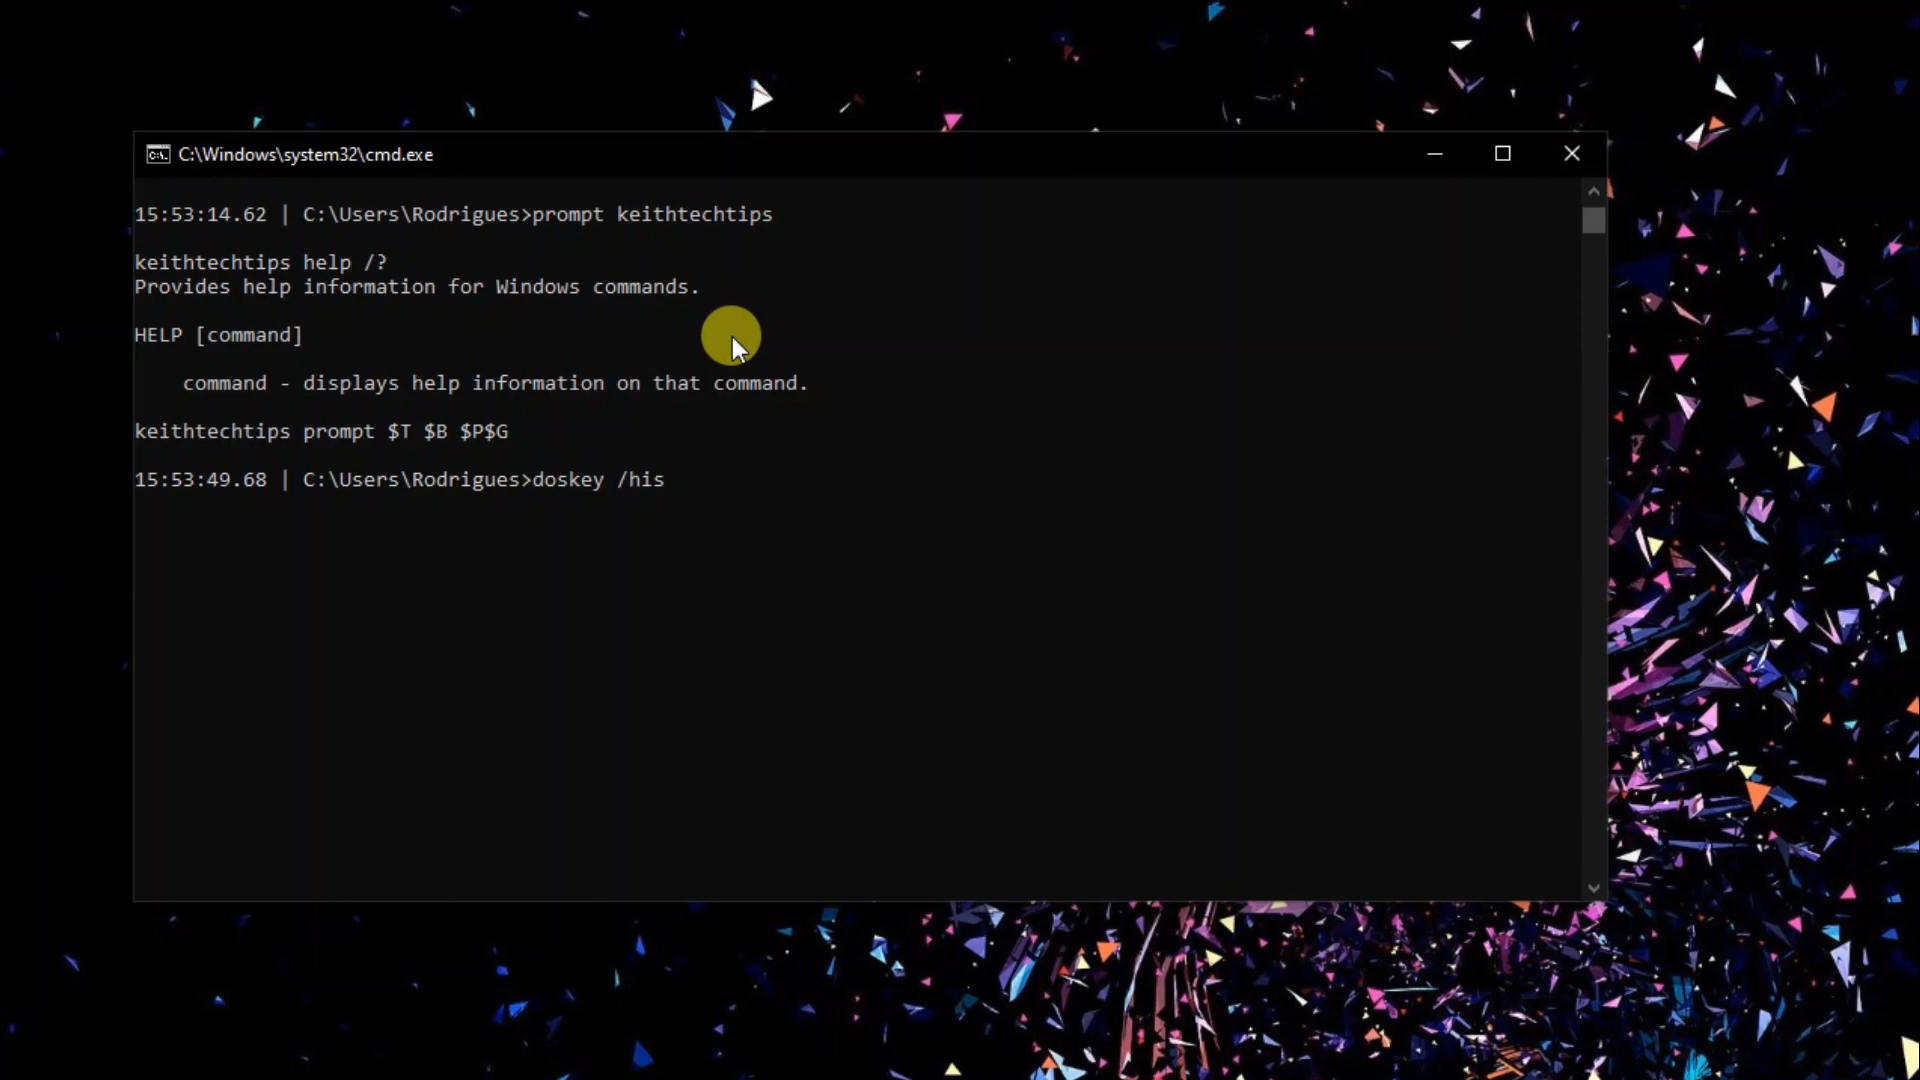 C:\Windows\system32\cmd.exe
15:53:14.62 | C:\Users\Rodrigues>prompt keithtechtips
keithtechtips help /?
Provides help information for Windows commands.
HELP [command]
command - displays help information on that command.
keithtechtips prompt $T $B $P$G
15:53:49.68 | C:\Users\Rodrigues>doskey /his